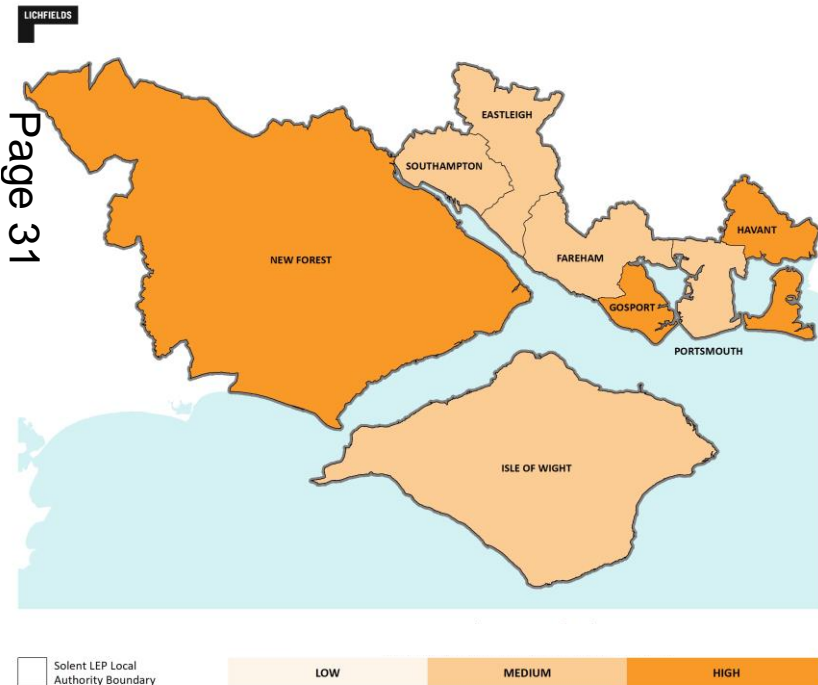 LICHFIELDS
Page 31
EASTLEIGH
SOUTHAMPTON
HAVANT
NEW FOREST
FAREHAM
GOSPORT
PORTSMOUTH
ISLE OF WIGHT
Solent LEP Local
Authority Boundary
LOW
MEDIUM
HIGH